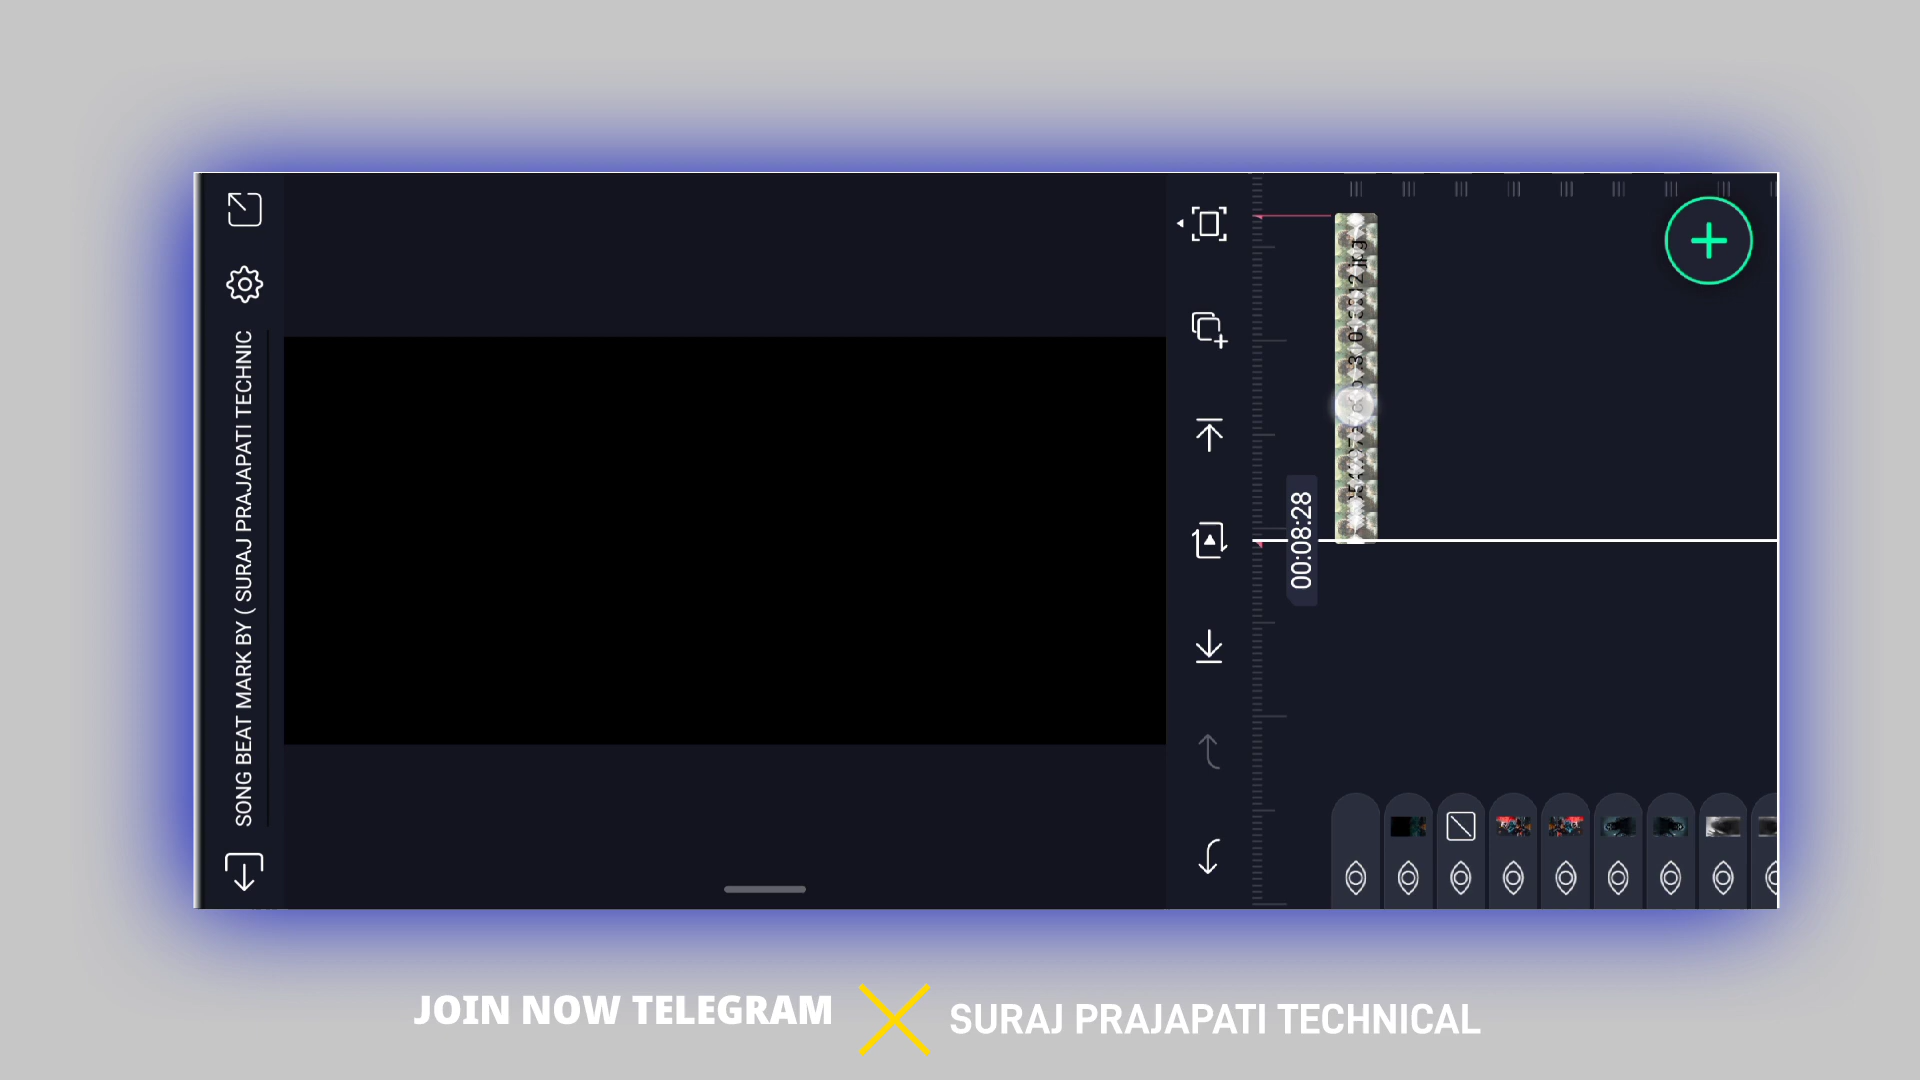 SONG BEAT MARK BY ( SURAJ PRAJAPATI TECHNIC
00:08:28
JOIN NOW TELEGRAM
SURAJ PRAJAPATI TECHNICAL